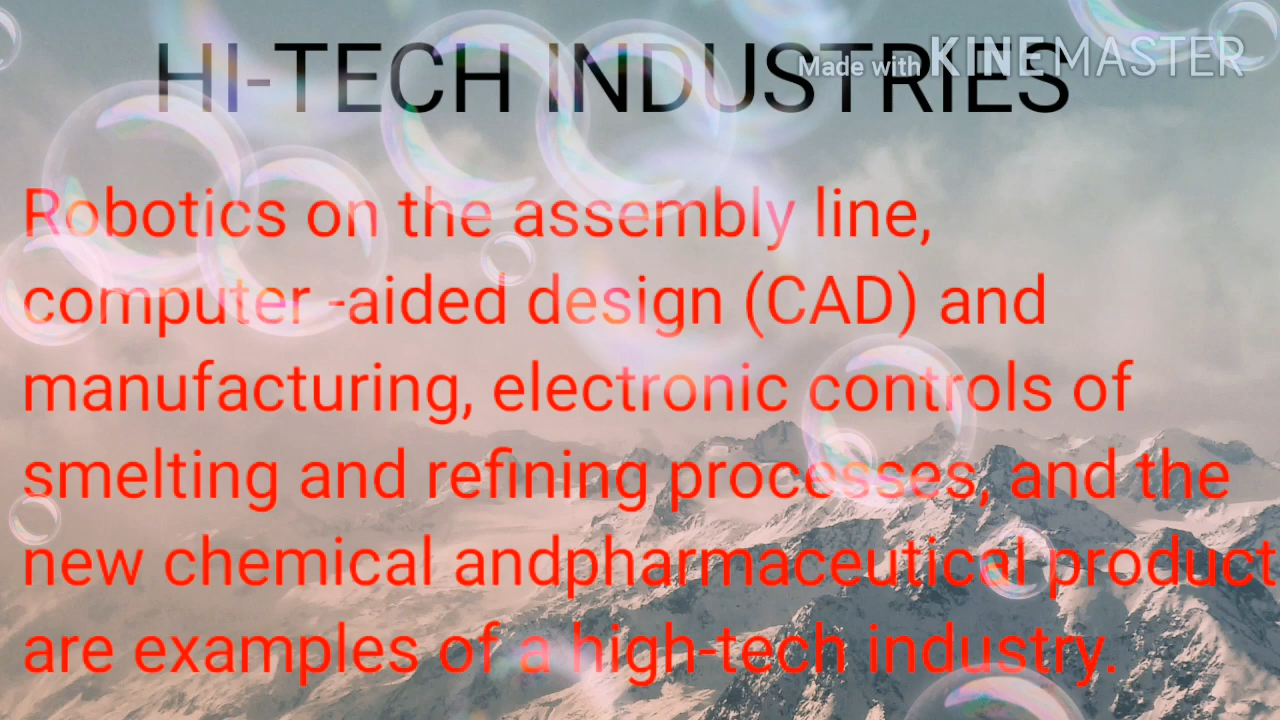 HI-TECH INDUSTRIES
Made with KINEMASTER
Robotics on the assembly line,
computer -aided design (CAD) and
manufacturing, electronic controls of
smelting and refining processes, and the
new chemical andpharmaceutical product
are examples of a high-tech industry.